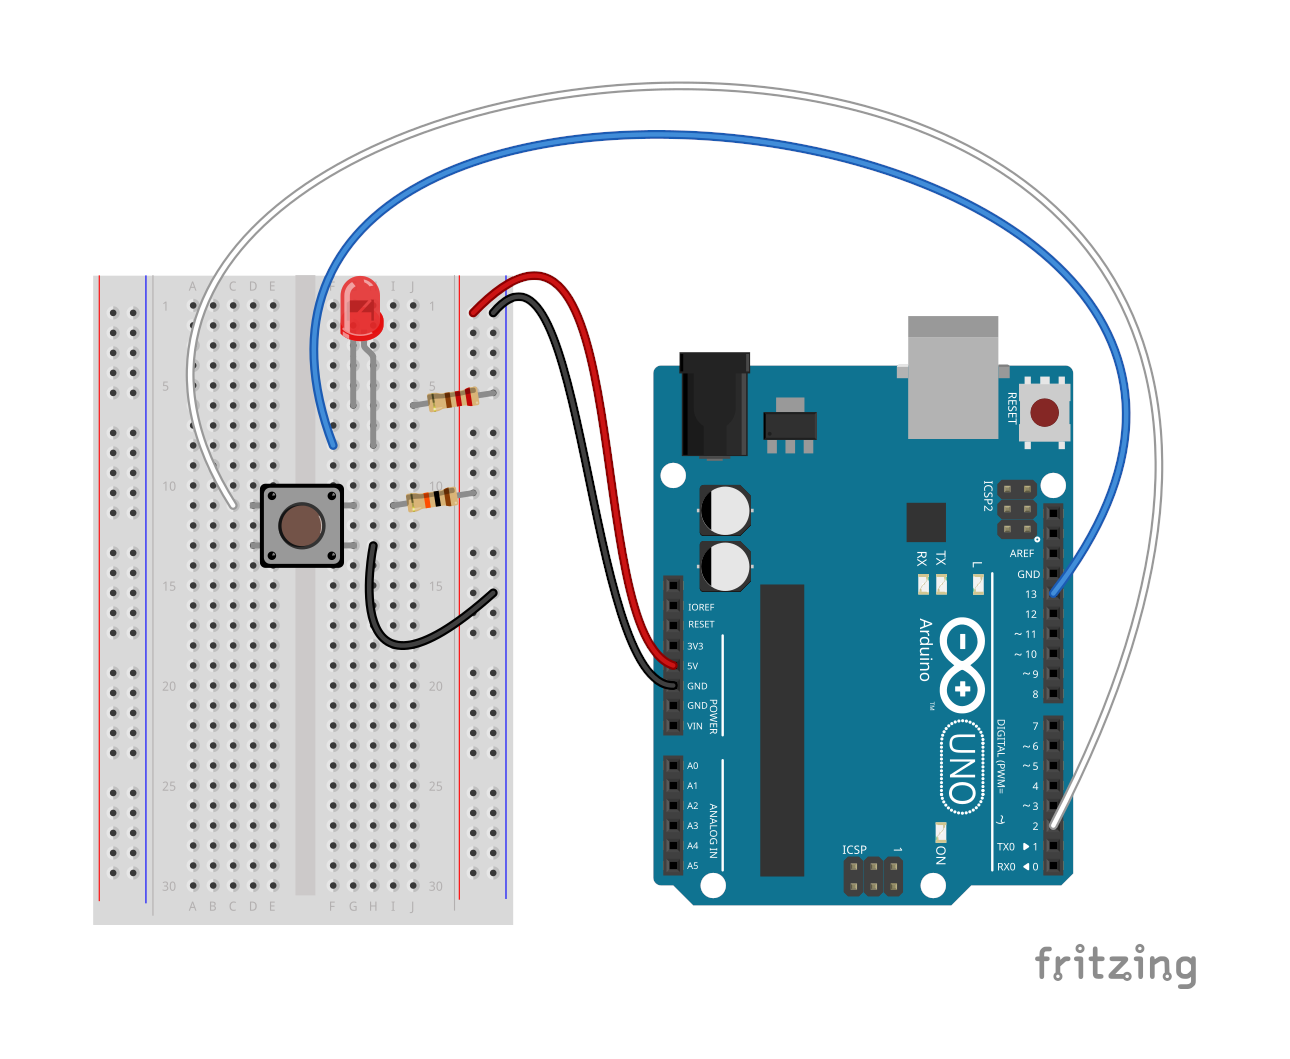 A B C D E F I J
1 1
5 5
10 10
15 15
20 20
25 25
30 30
A B C D E F G H I J
RESET
ICSP2
AREF
GND
RX TX L
13
12
~ 11
~ 10
~ 9
8
IOREF
RESET
3V3
5V
GND
GND
VIN
POWER
Arduino
TM
UNO
DIGITAL (PWM= ~)
7
~ 6
~ 5
4
~ 3
2
TX0 ▶ 1
RX0 ◀ 0
A0
A1
A2
A3
A4
A5
ANALOG IN
ON
ICSP 1
fritzing